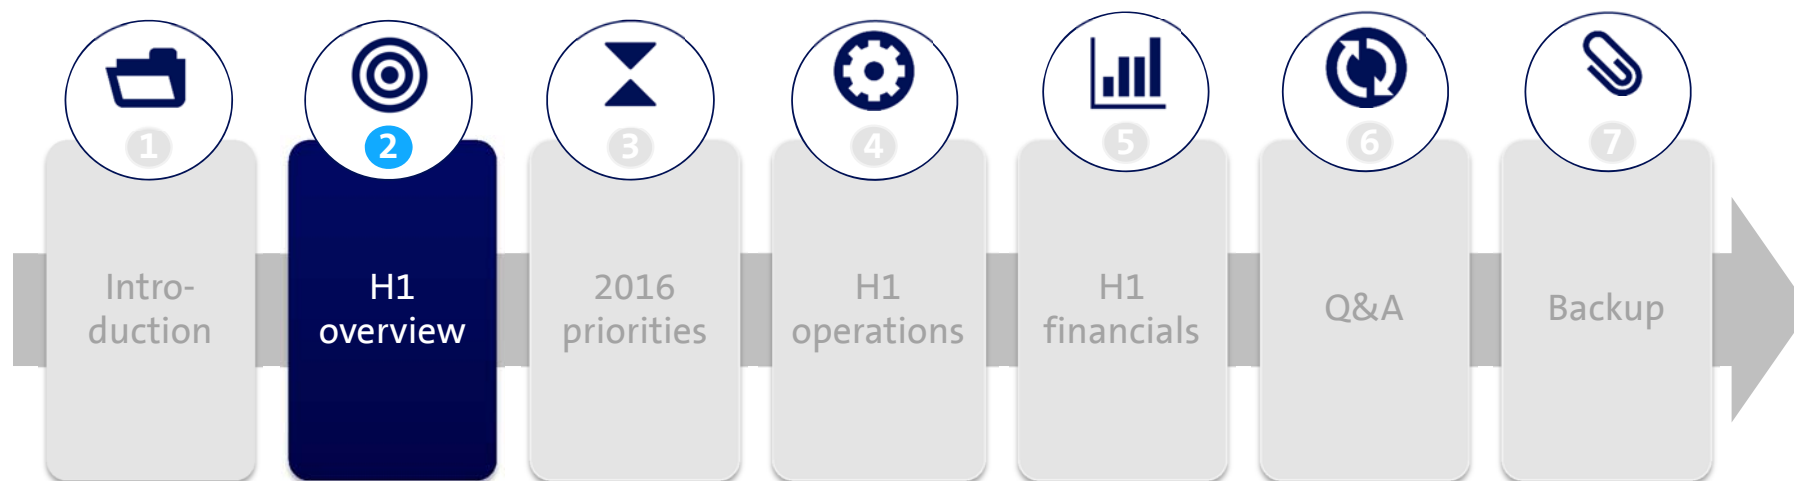 1
2
3
4
5
6
7
Intro-
duction
H1
overview
2016
priorities
H1
operations
H1
financials
Q&A
Backup